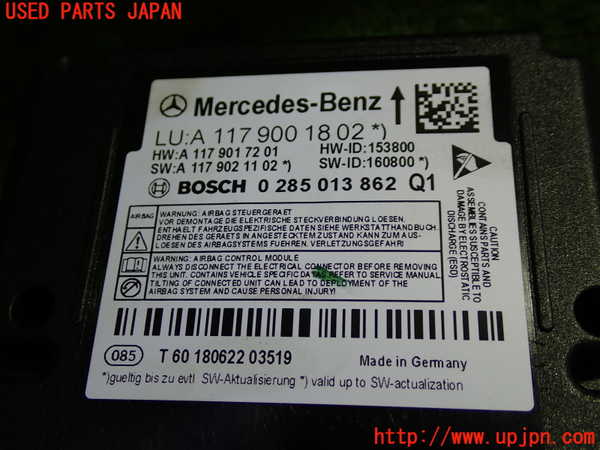 USED PARTS JAPAN
Mercedes-Benz
LU:A 117 900 18 02 *)
HW:A 117 901 72 01 HW-ID:153800
SW:A 117 902 11 02 *) SW-ID:160800 *)
BOSCH 0 285 013 862 Q1
AIRBAG
WARNUNG: AIRBAG STEUERGERAET
VOR DEMONTAGE DIE ELEKTRISCHE STECKVERBINDUNG LOESEN.
ENTHAELT FAHRZEUGSPEZIFISCHE DATEN SIEHE WERKSTATTHANDBUCH
DREHEN DES GERAETS IN ANGESTECKTEM ZUSTAND KANN ZUM AUS-
LOESEN DES AIRBAGSYSTEMS FUEHREN. VERLETZUNGSGEFAHR!
WARNING: AIRBAG CONTROL MODULE
ALWAYS DISCONNECT THE ELECTRICAL CONNECTOR BEFORE REMOVING
THIS UNIT. CONTAINS VEHICLE SPECIFIC DATAS REFER TO SERVICE MANUAL.
TILTING OF CONNECTED UNIT CAN LEAD TO DEPLOYMENT OF THE
AIRBAG SYSTEM AND CAUSE PERSONAL INJURY!
CAUTION
CONTAINS PARTS AND
ASSEMBLIES SUSCEPTIBLE TO
DAMAGE BY ELECTROSTATIC
DISCHARGE (ESD)
085 T 60 180622 03519 Made in Germany
*)gueltig bis zu evtl SW-Aktualisierung *) valid up to SW-actualization
http://www.upjpn.com/